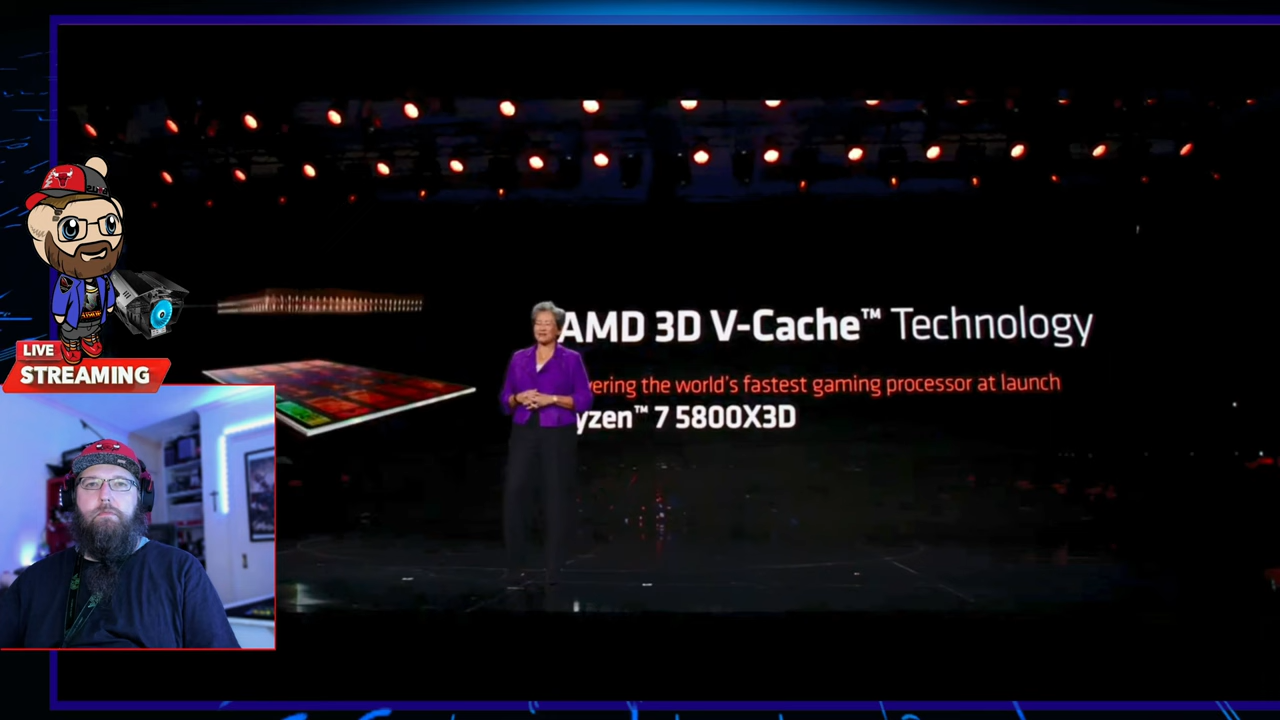 AMD 3D V-Cache™ Technology
vering the world's fastest gaming processor at launch
yzen™ 7 5800X3D
LIVE
STREAMING